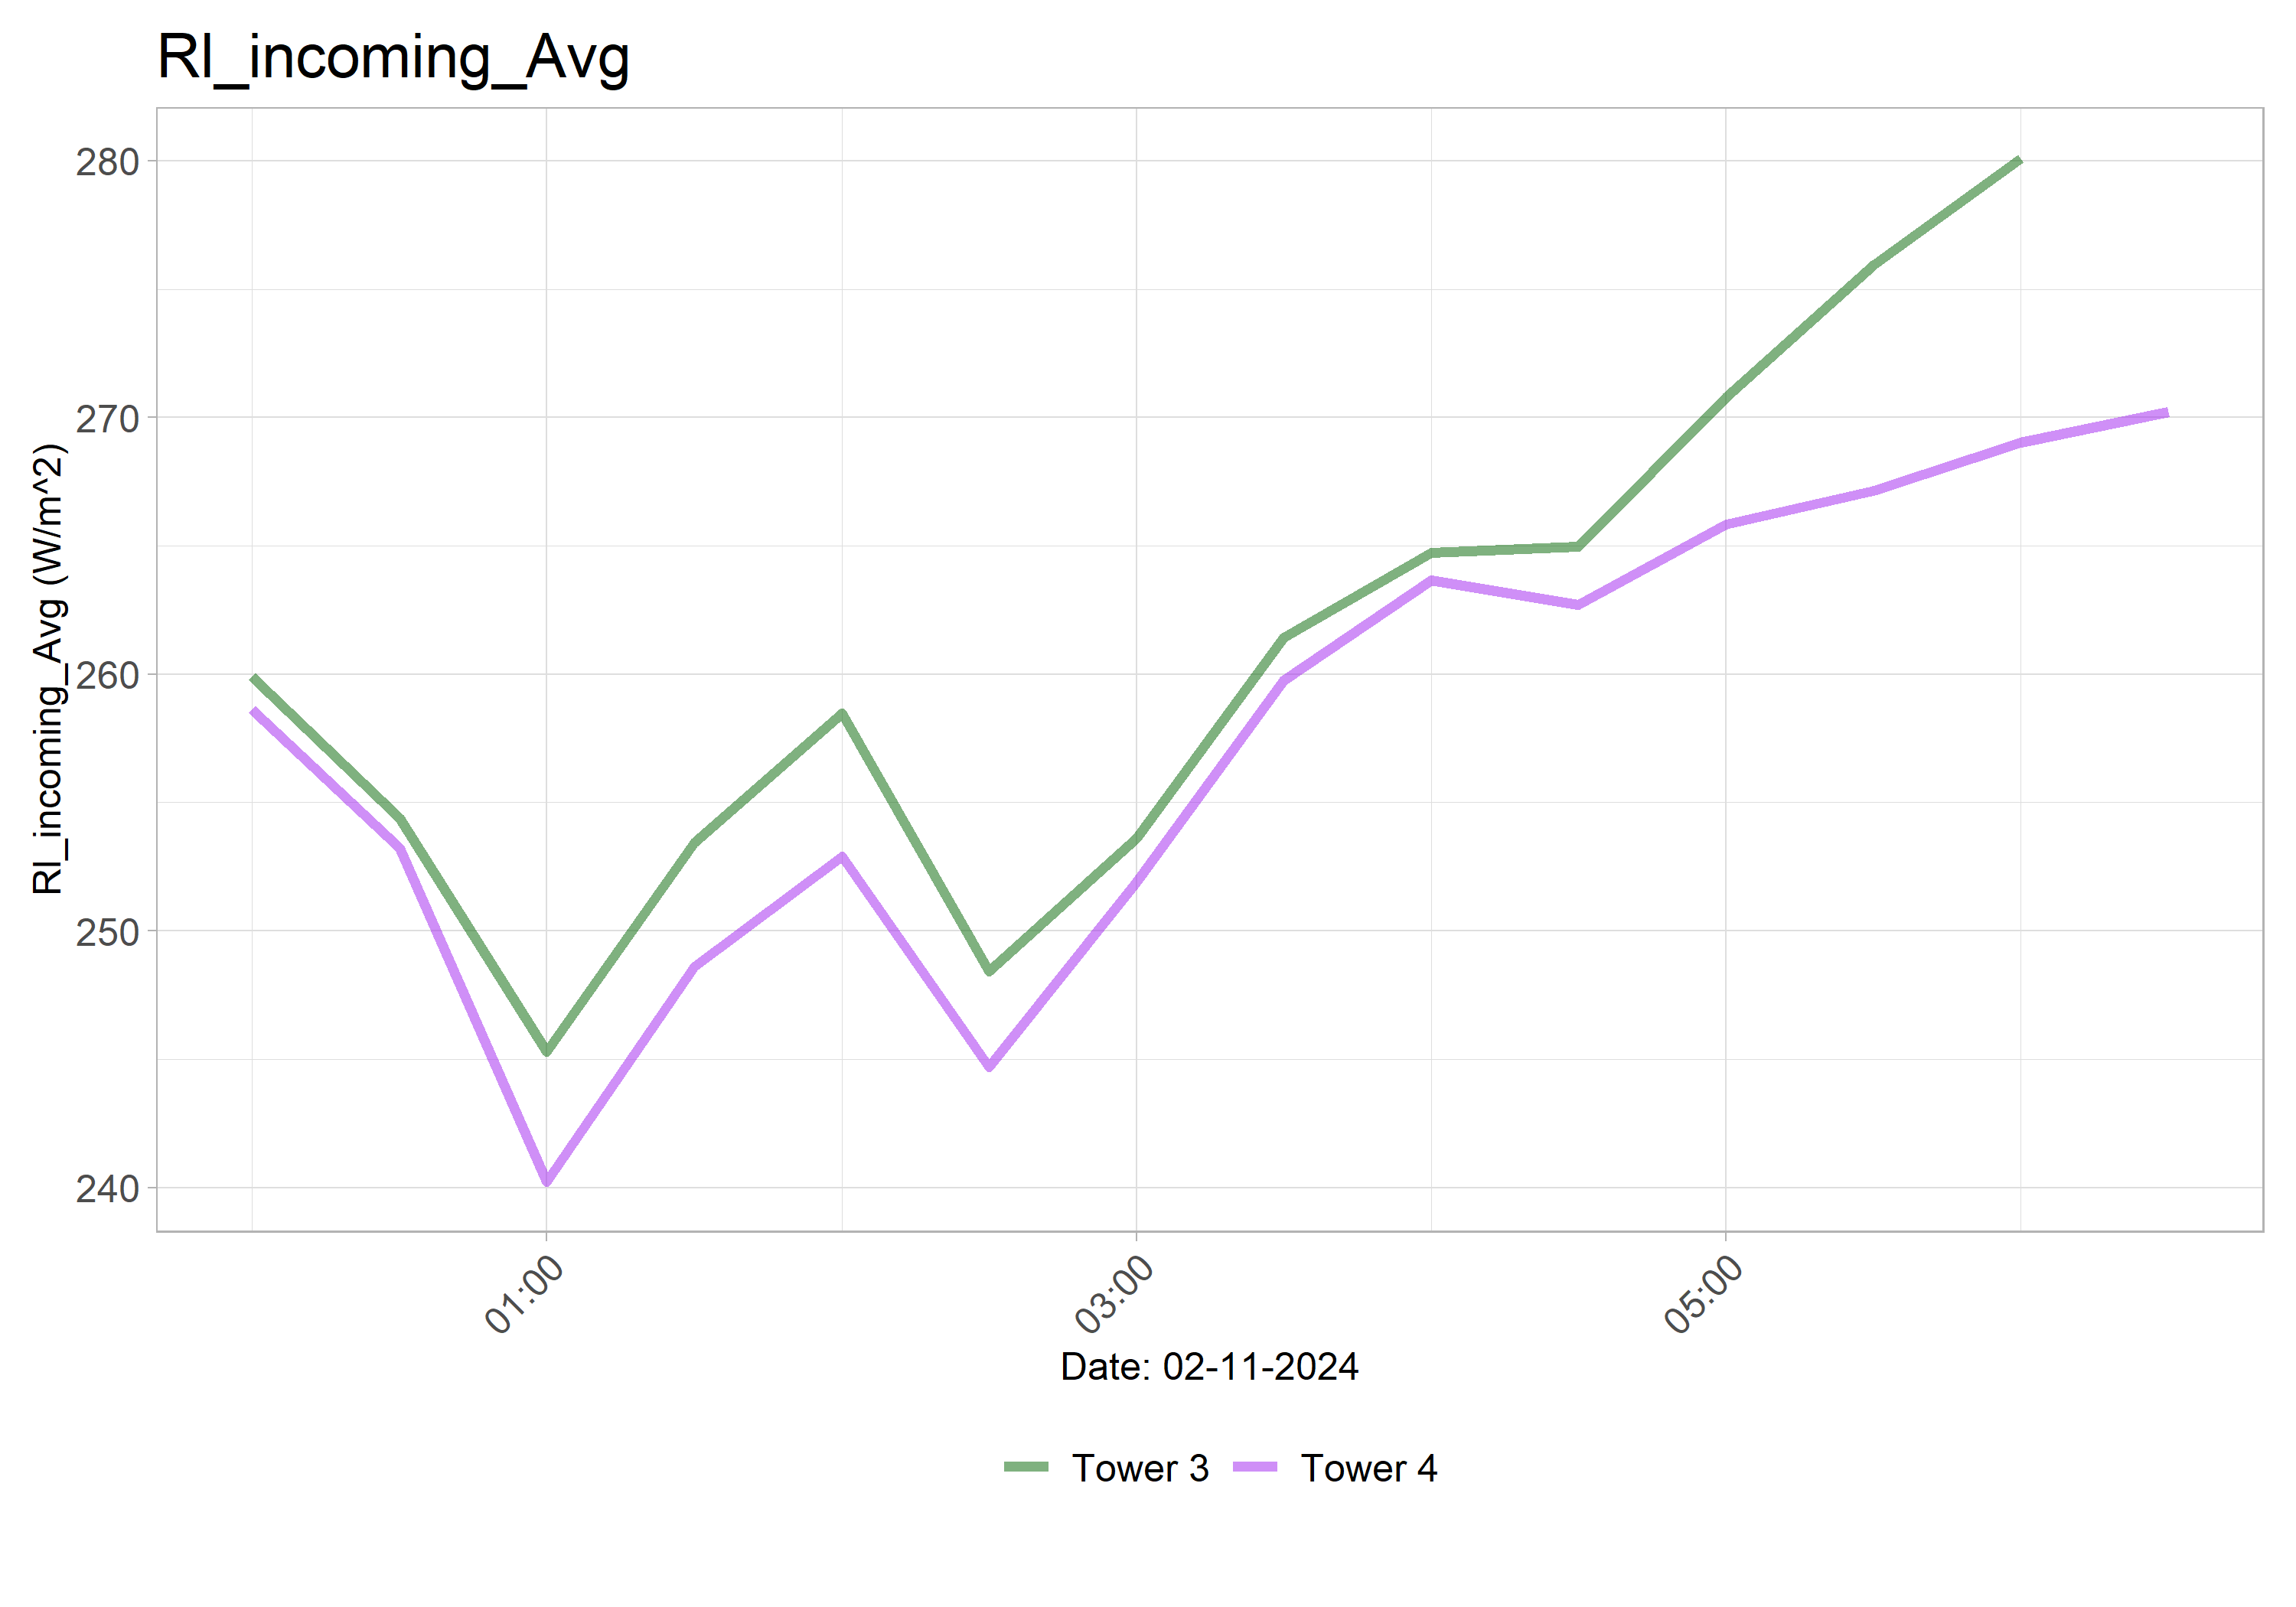 Rl_incoming_Avg
Rl_incoming_Avg (W/m^2)
280
270
260
250
240
01:00
03:00
05:00
Date: 02-11-2024
Tower 3
Tower 4